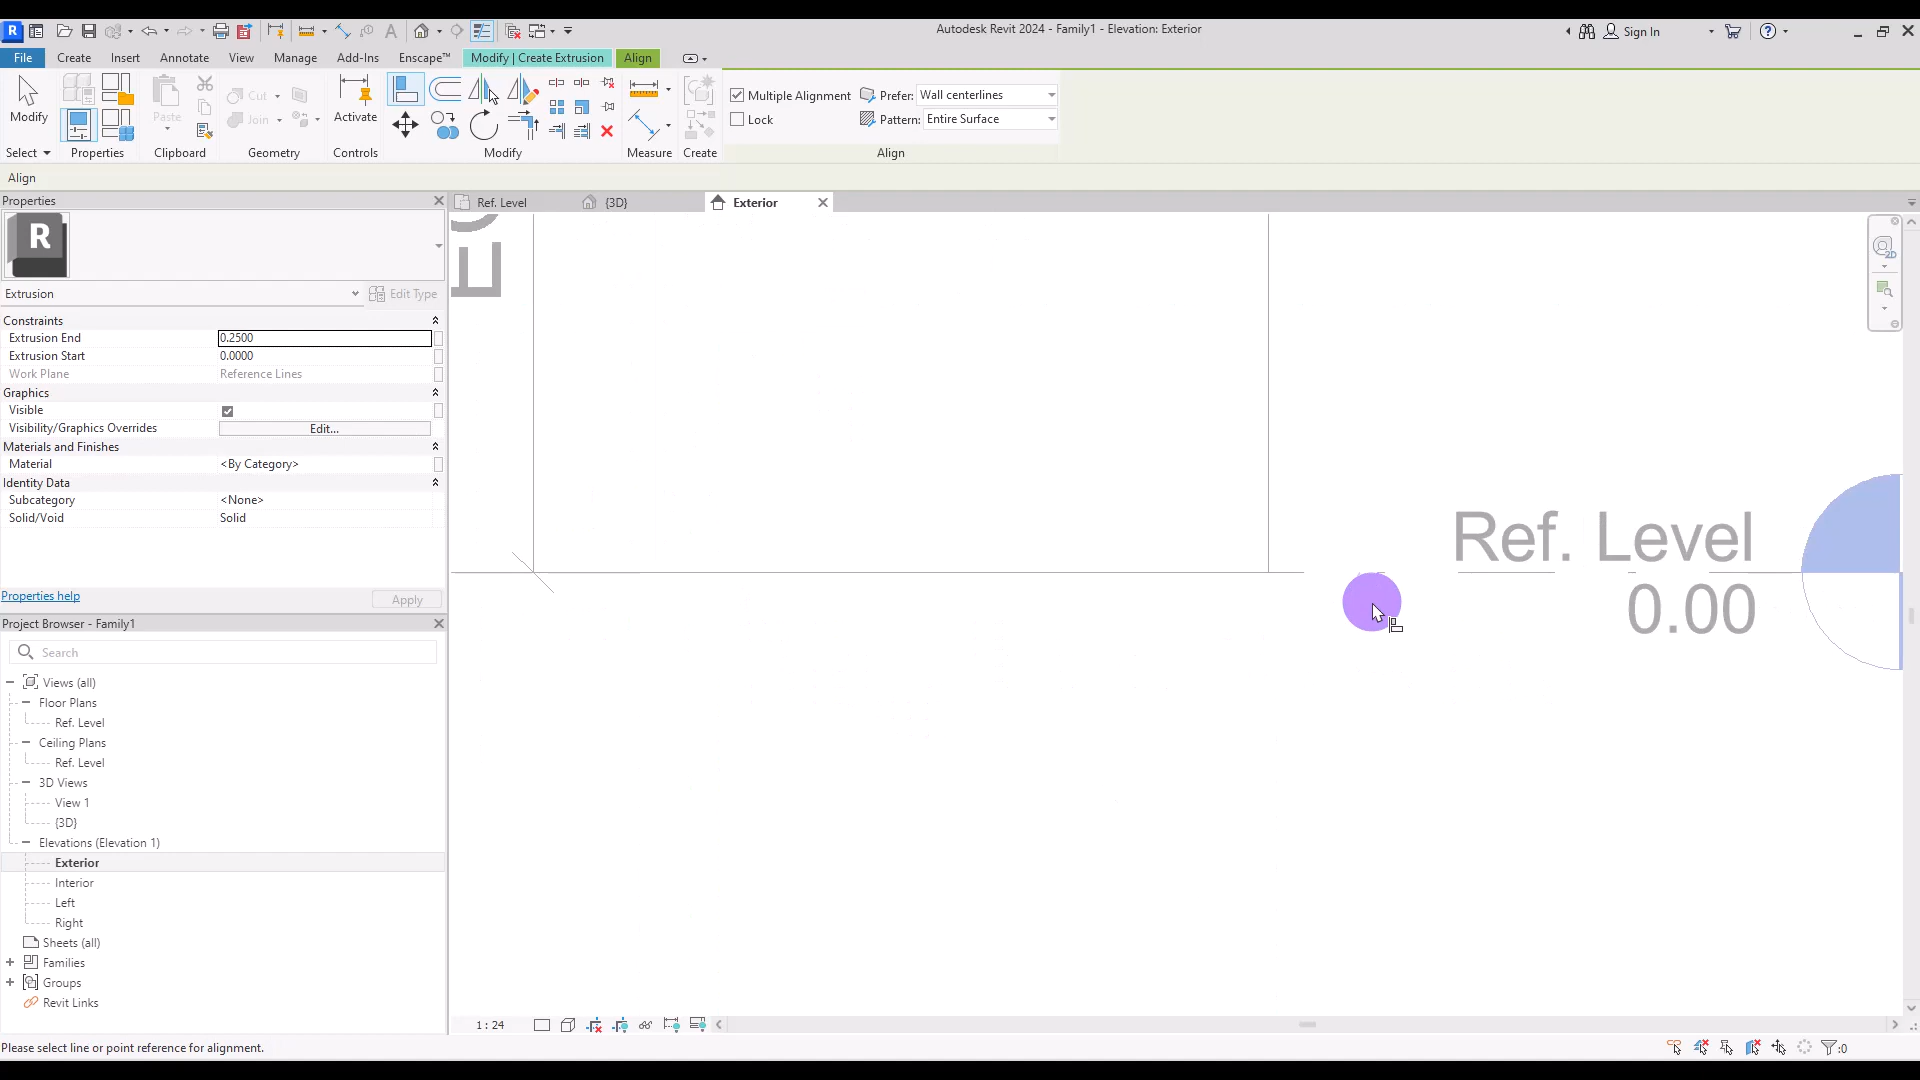 Autodesk Revit 2024 - Family1 - Elevation: Exterior
Sign In
File
Create
Insert
Annotate
View
Manage
Add-Ins
Enscape™
Modify | Create Extrusion
Align
Modify
Paste
Cut
Join
Activate
Multiple Alignment
Prefer: Wall centerlines
Lock
Pattern: Entire Surface
Select
Properties
Clipboard
Geometry
Controls
Modify
Measure
Create
Align
Align
Properties
Ref. Level
{3D}
Exterior
R
Extrusion
Edit Type
Constraints
Extrusion End 0.2500
Extrusion Start 0.0000
Work Plane Reference Lines
Graphics
Visible
Visibility/Graphics Overrides Edit...
Materials and Finishes
Material <By Category>
Identity Data
Subcategory <None>
Solid/Void Solid
Properties help
Apply
Project Browser - Family1
Search
Views (all)
Floor Plans
Ref. Level
Ceiling Plans
Ref. Level
3D Views
View 1
{3D}
Elevations (Elevation 1)
Exterior
Interior
Left
Right
Sheets (all)
Families
Groups
Revit Links
Ref. Level
0.00
2D
1 : 24
Please select line or point reference for alignment.
:0